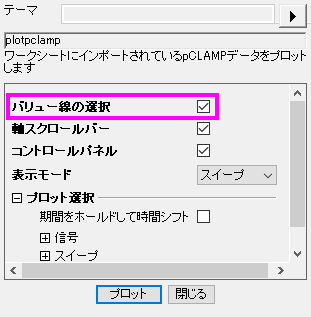 テーマ
plotpclamp
ワークシートにインポートされているpCLAMPデータをプロット
します
バリュー線の選択
軸スクロールバー
コントロールパネル
表示モード スイープ
プロット選択
期間をホールドして時間シフト
信号
スイープ
プロット 閉じる